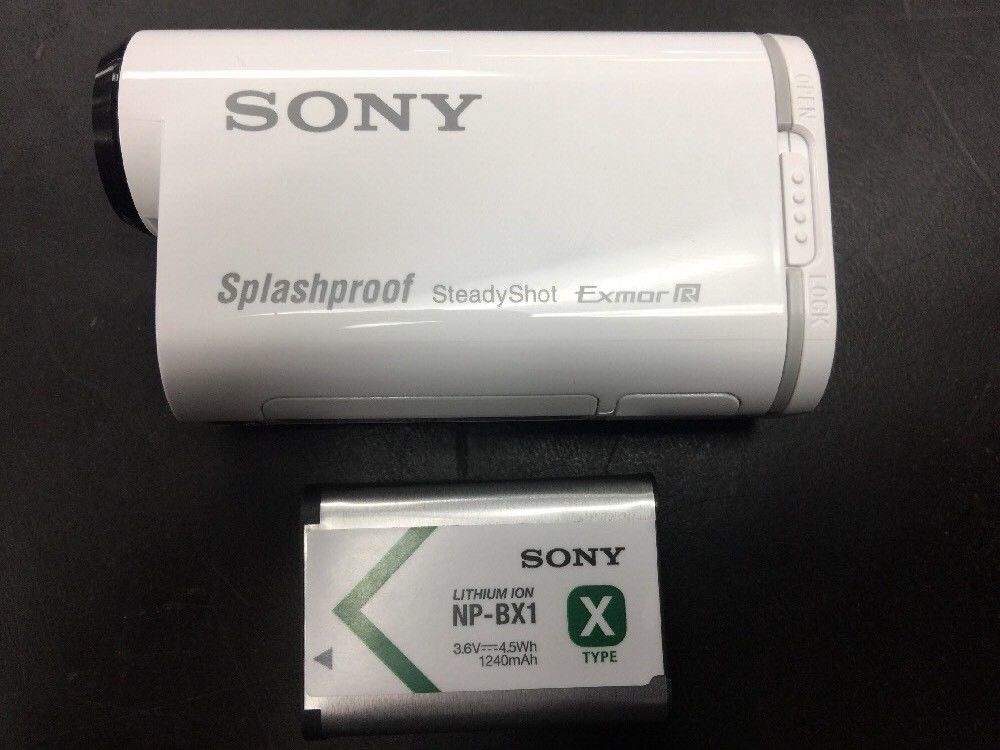 SONY
OPEN
LOCK
Splashproof SteadyShot Exmor R
SONY
LITHIUM ION
NP-BX1
3.6V⎓4.5Wh
1240mAh
X
TYPE